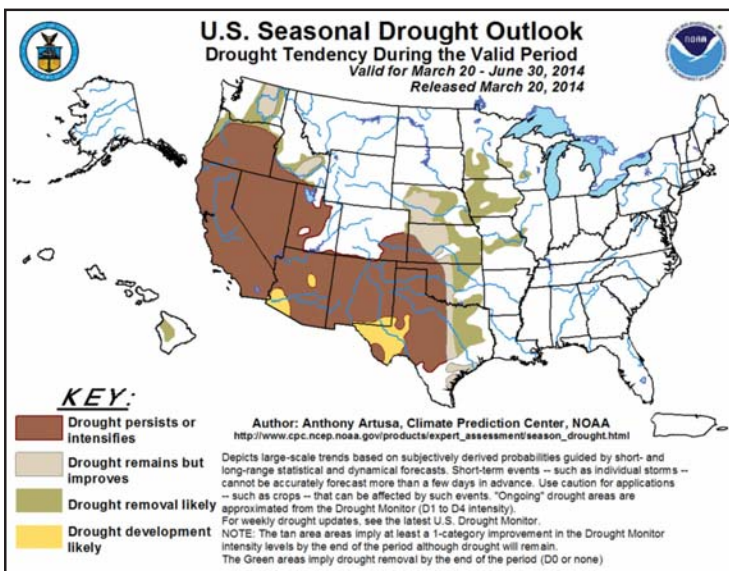 U.S. Seasonal Drought Outlook
Drought Tendency During the Valid Period
Valid for March 20 - June 30, 2014
Released March 20, 2014
noaa
KEY:
Drought persists or
intensifies
Drought remains but
improves
Drought removal likely
Drought development
likely
Author: Anthony Artusa, Climate Prediction Center, NOAA
http://www.cpc.ncep.noaa.gov/products/expert_assessment/season_drought.html
Depicts large-scale trends based on subjectively derived probabilities guided by short- and
long-range statistical and dynamical forecasts. Short-term events -- such as individual storms --
cannot be accurately forecast more than a few days in advance. Use caution for applications
-- such as crops -- that can be affected by such events. "Ongoing" drought areas are
approximated from the Drought Monitor (D1 to D4 intensity).
For weekly drought updates, see the latest U.S. Drought Monitor.
NOTE: The tan area areas imply at least a 1-category improvement in the Drought Monitor
intensity levels by the end of the period although drought will remain.
The Green areas imply drought removal by the end of the period (D0 or none)